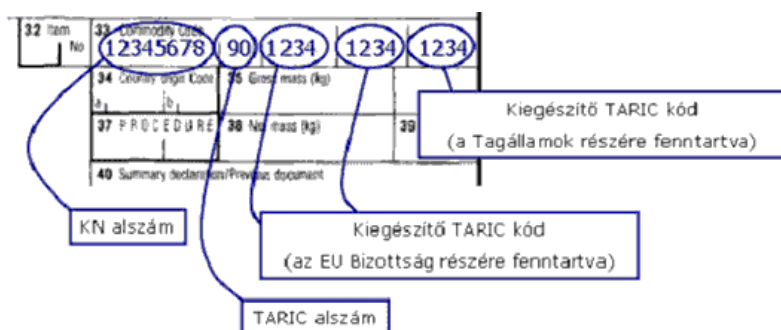 32 Item No
33 Commodity Code
12345678 90 1234 1234 1234
34 Country Origin Code
a b
35 Gross mass (kg)
37 PROCEDURE
38 Net mass (kg)
39
40 Summary declaration/Previous document
Kiegészítő TARIC kód
(a Tagállamok részére fenntartva)
KN alszám
Kiegészítő TARIC kód
(az EU Bizottság részére fenntartva)
TARIC alszám